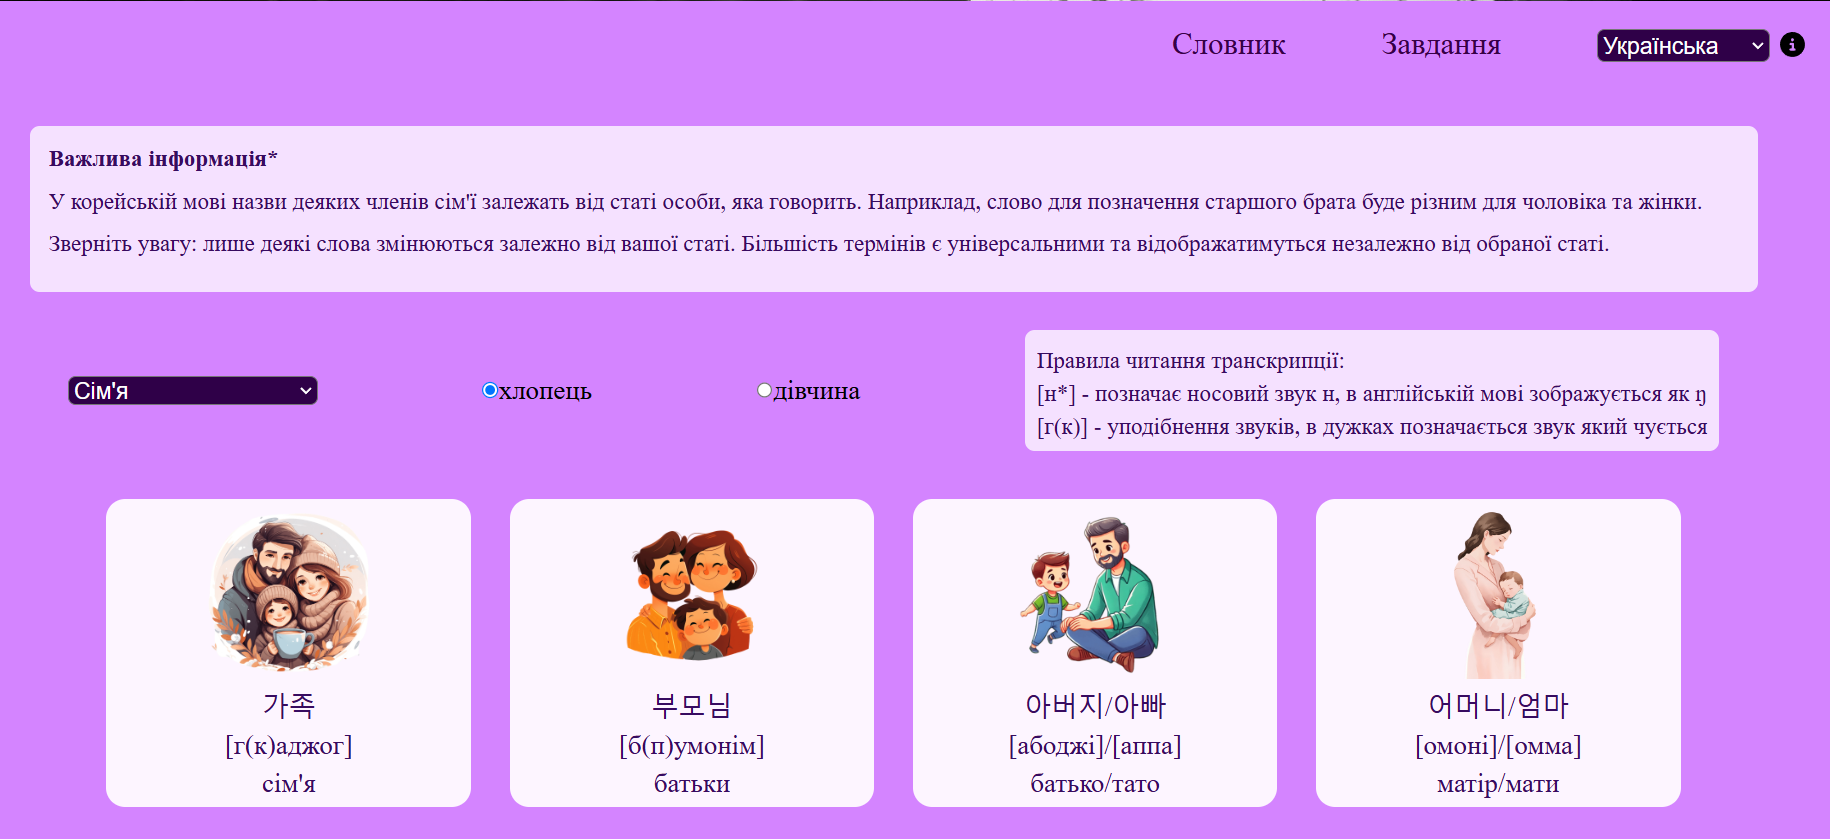 Словник
Завдання
Українська
Важлива інформація*
У корейській мові назви деяких членів сім'ї залежать від статі особи, яка говорить. Наприклад, слово для позначення старшого брата буде різним для чоловіка та жінки.
Зверніть увагу: лише деякі слова змінюються залежно від вашої статі. Більшість термінів є універсальними та відображатимуться незалежно від обраної статі.
Сім'я
хлопець
дівчина
Правила читання транскрипції:
[н*] - позначає носовий звук н, в англійській мові зображується як ŋ
[г(к)] - уподібнення звуків, в дужках позначається звук який чується
가족
[г(к)аджог]
сім'я
부모님
[б(п)умонім]
батьки
아버지/아빠
[абоджі]/[аппа]
батько/тато
어머니/엄마
[омоні]/[омма]
матір/мати